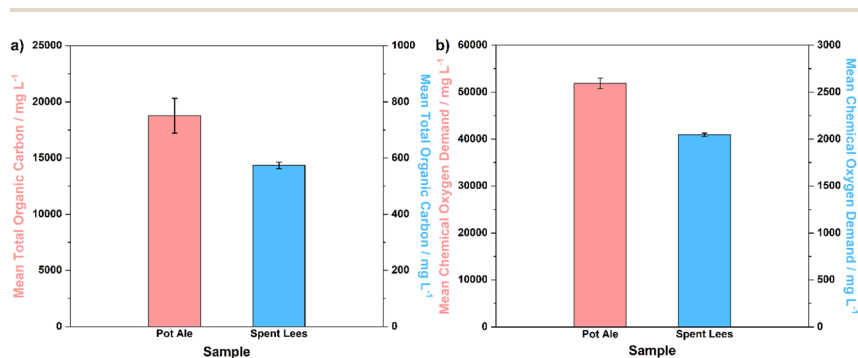 a)
25000
20000
15000
10000
5000
0
Mean Total Organic Carbon / mg L⁻¹
1000
800
600
400
200
0
Mean Total Organic Carbon / mg L⁻¹
Pot Ale
Spent Lees
Sample
b)
60000
50000
40000
30000
20000
10000
0
Mean Chemical Oxygen Demand / mg L⁻¹
3000
2500
2000
1500
1000
500
0
Mean Chemical Oxygen Demand / mg L⁻¹
Pot Ale
Spent Lees
Sample